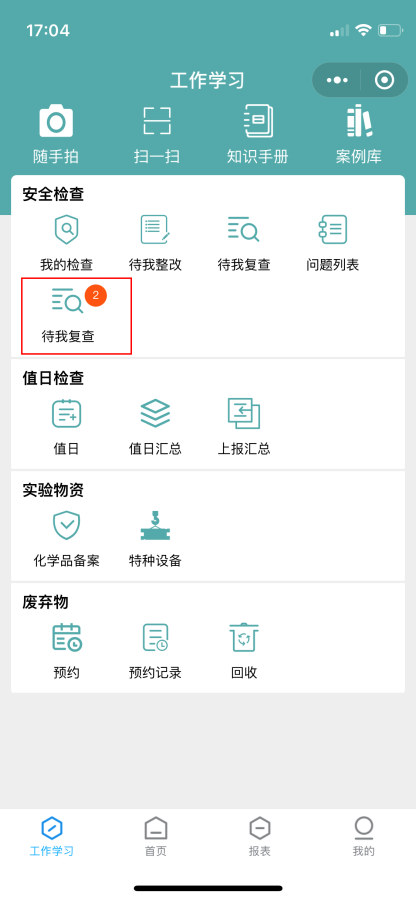 17:04
工作学习
随手拍 扫一扫 知识手册 案例库
安全检查
我的检查 待我整改 待我复查 问题列表
2
待我复查
值日检查
值日 值日汇总 上报汇总
实验物资
化学品备案 特种设备
废弃物
预约 预约记录 回收
工作学习 首页 报表 我的